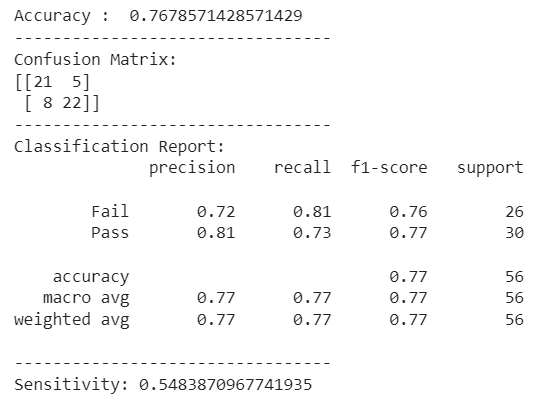 Accuracy :  0.7678571428571429
---------------------------------
Confusion Matrix:
[[21  5]
 [ 8 22]]
---------------------------------
Classification Report:
              precision    recall  f1-score   support

        Fail       0.72      0.81      0.76        26
        Pass       0.81      0.73      0.77        30

    accuracy                           0.77        56
   macro avg       0.77      0.77      0.77        56
weighted avg       0.77      0.77      0.77        56

---------------------------------
Sensitivity: 0.5483870967741935